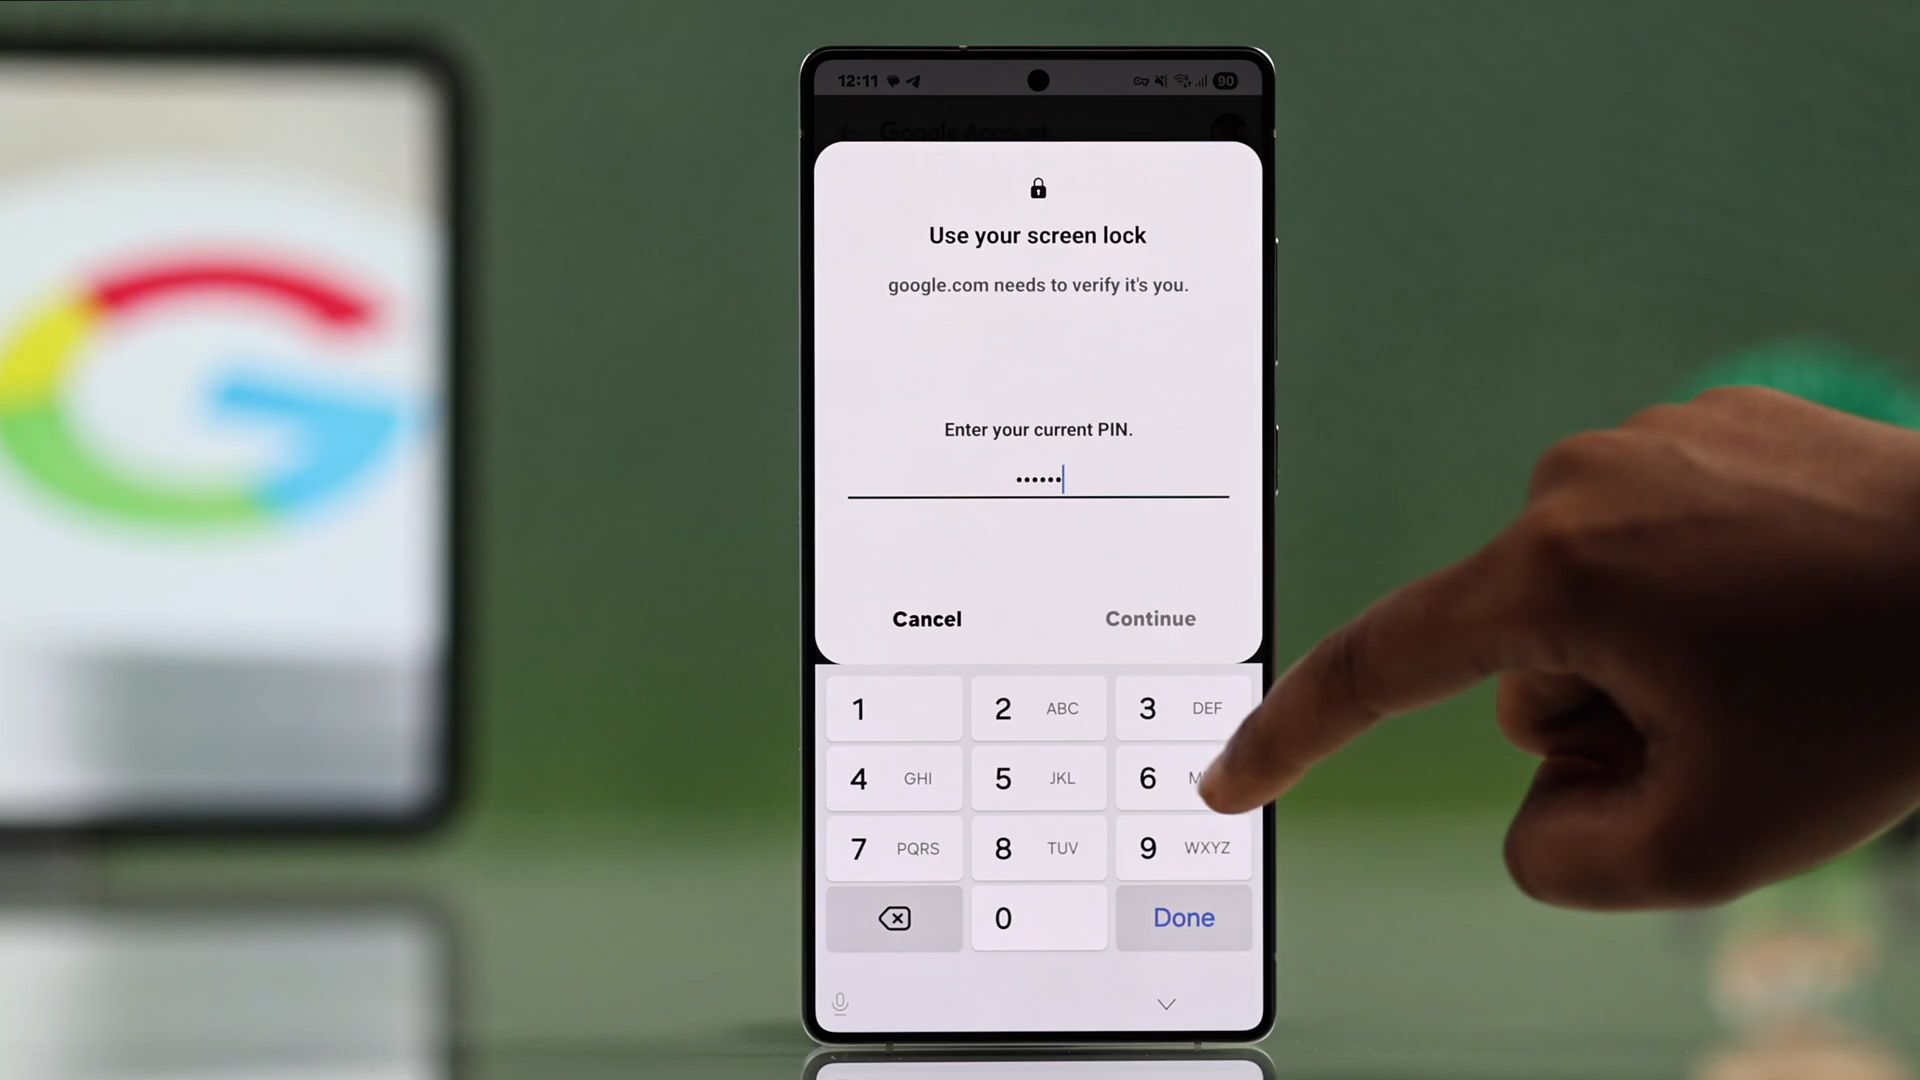 12:11 90
Google Account
Use your screen lock
google.com needs to verify it's you.
Enter your current PIN.
Cancel Continue
1 2 ABC 3 DEF
4 GHI 5 JKL 6 M
7 PQRS 8 TUV 9 WXYZ
0 Done